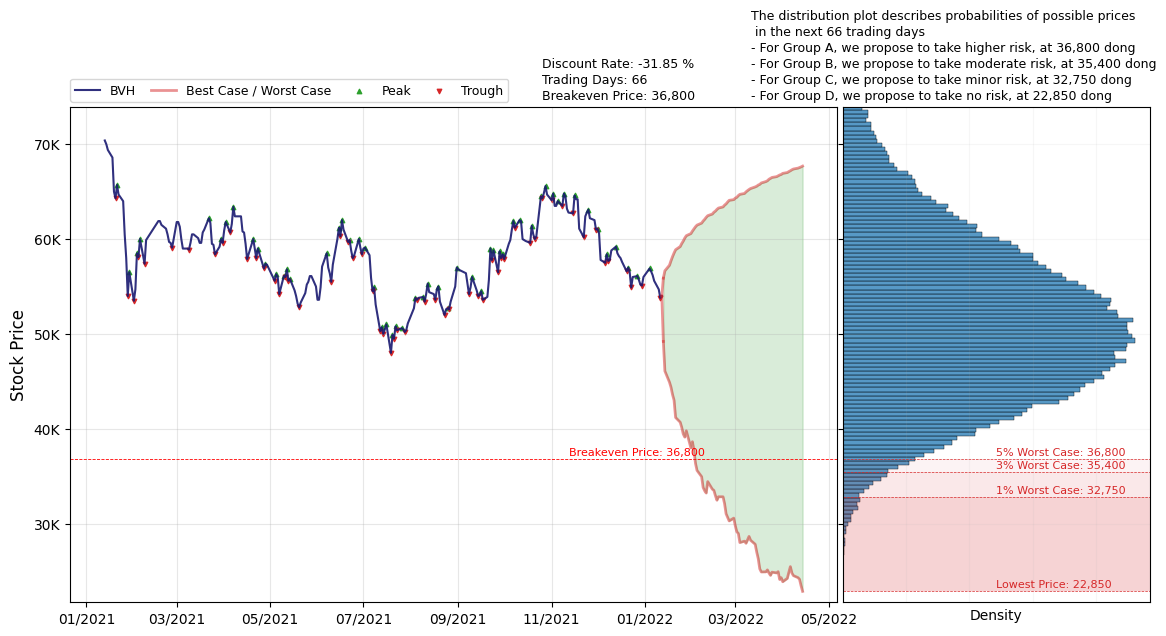 The distribution plot describes probabilities of possible prices
in the next 66 trading days
- For Group A, we propose to take higher risk, at 36,800 dong
- For Group B, we propose to take moderate risk, at 35,400 dong
- For Group C, we propose to take minor risk, at 32,750 dong
- For Group D, we propose to take no risk, at 22,850 dong
Discount Rate: -31.85 %
Trading Days: 66
Breakeven Price: 36,800
BVH Best Case / Worst Case Peak Trough
Stock Price
70K
60K
50K
40K
30K
Breakeven Price: 36,800
5% Worst Case: 36,800
3% Worst Case: 35,400
1% Worst Case: 32,750
Lowest Price: 22,850
01/2021 03/2021 05/2021 07/2021 09/2021 11/2021 01/2022 03/2022 05/2022
Density